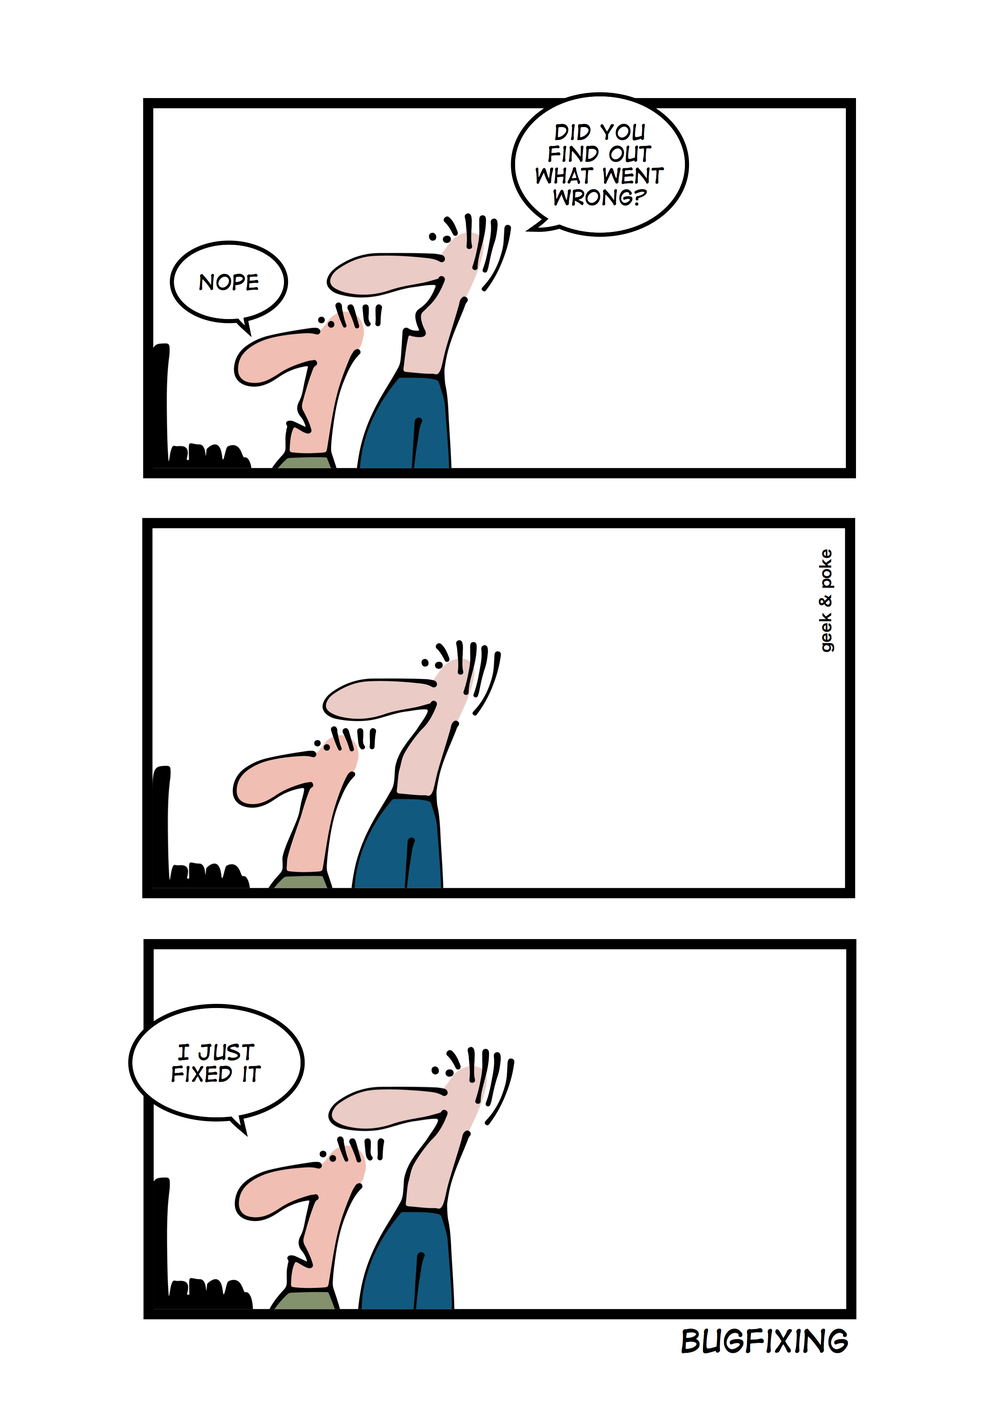 DID YOU
FIND OUT
WHAT WENT
WRONG?
NOPE
geek & poke
I JUST
FIXED IT
BUGFIXING